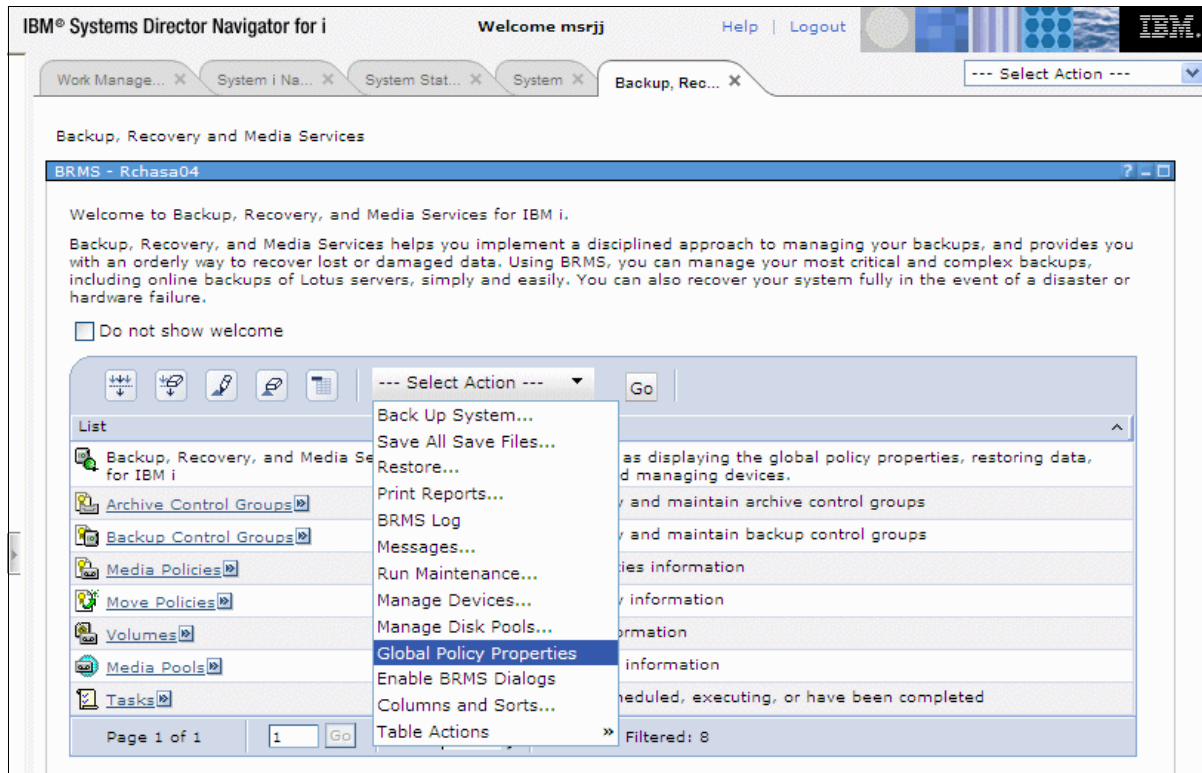 IBM® Systems Director Navigator for i
Welcome msrjj
Help | Logout
IBM.
Work Manage...
System i Na...
System Stat...
System
Backup, Rec...
--- Select Action ---
Backup, Recovery and Media Services
BRMS - Rchasa04
Welcome to Backup, Recovery, and Media Services for IBM i.
Backup, Recovery, and Media Services helps you implement a disciplined approach to managing your backups, and provides you
with an orderly way to recover lost or damaged data. Using BRMS, you can manage your most critical and complex backups,
including online backups of Lotus servers, simply and easily. You can also recover your system fully in the event of a disaster or
hardware failure.
Do not show welcome
--- Select Action ---
Go
List
Backup, Recovery, and Media Se
for IBM i
as displaying the global policy properties, restoring data,
d managing devices.
Archive Control Groups
y and maintain archive control groups
Backup Control Groups
y and maintain backup control groups
Media Policies
ies information
Move Policies
y information
Volumes
ormation
Media Pools
information
Tasks
heduled, executing, or have been completed
Back Up System...
Save All Save Files...
Restore...
Print Reports...
BRMS Log
Messages...
Run Maintenance...
Manage Devices...
Manage Disk Pools...
Global Policy Properties
Enable BRMS Dialogs
Columns and Sorts...
Table Actions »
Page 1 of 1
1
Go
Filtered: 8